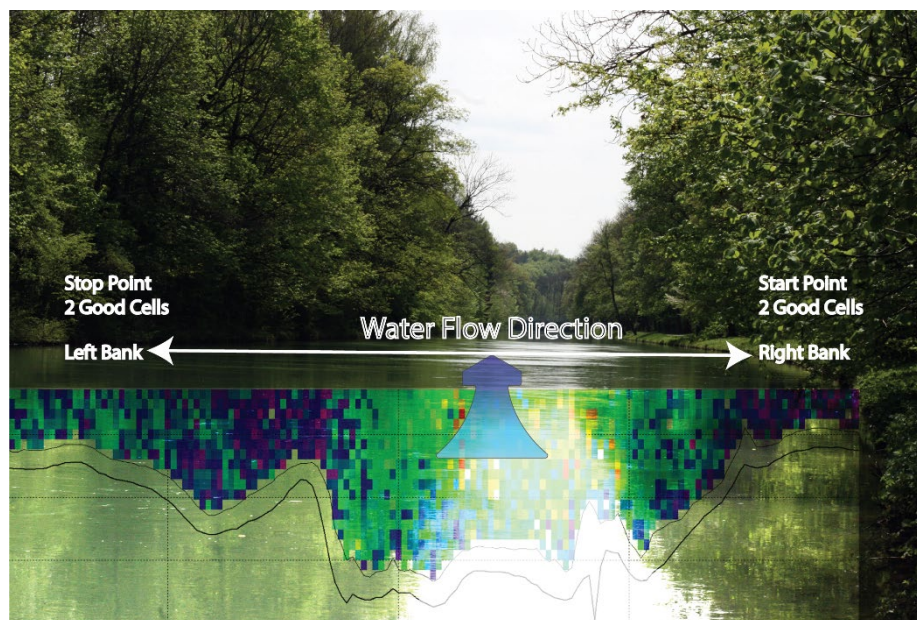 Stop Point
2 Good Cells
Start Point
2 Good Cells
Water Flow Direction
Left Bank
Right Bank